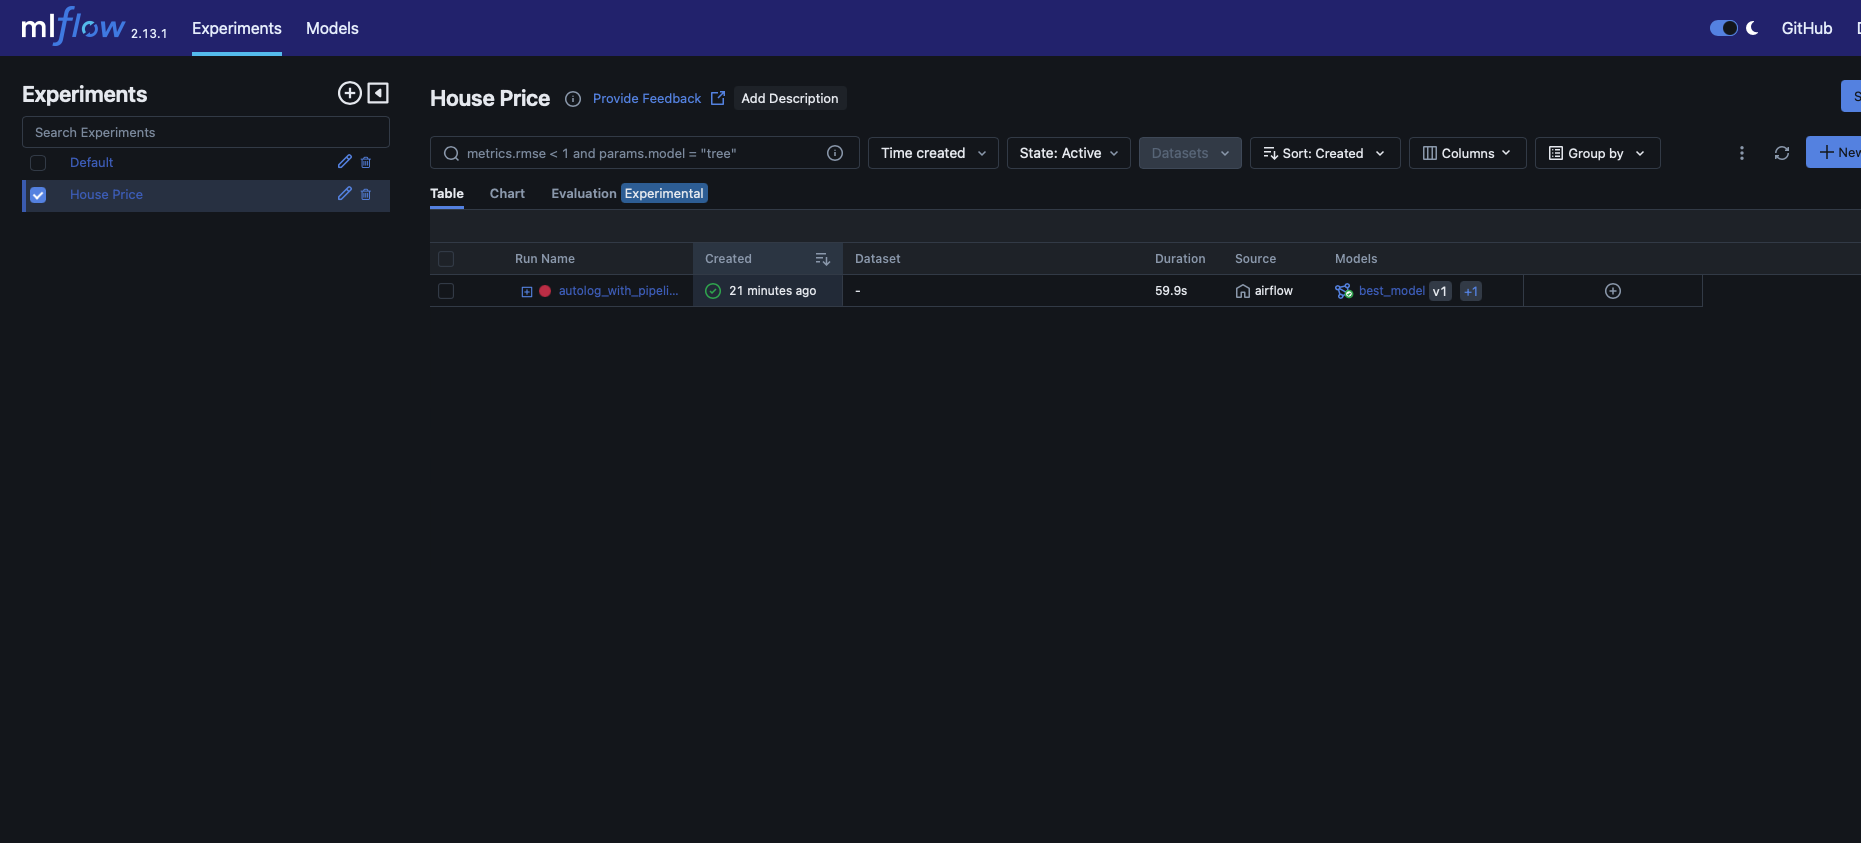 mlflow 2.13.1 Experiments Models GitHub
Experiments
Search Experiments
Default
House Price
House Price Provide Feedback Add Description
metrics.rmse < 1 and params.model = "tree" Time created State: Active Datasets Sort: Created Columns Group by New
Table Chart Evaluation Experimental
Run Name Created Dataset Duration Source Models
autolog_with_pipeli... 21 minutes ago - 59.9s airflow best_model v1 +1